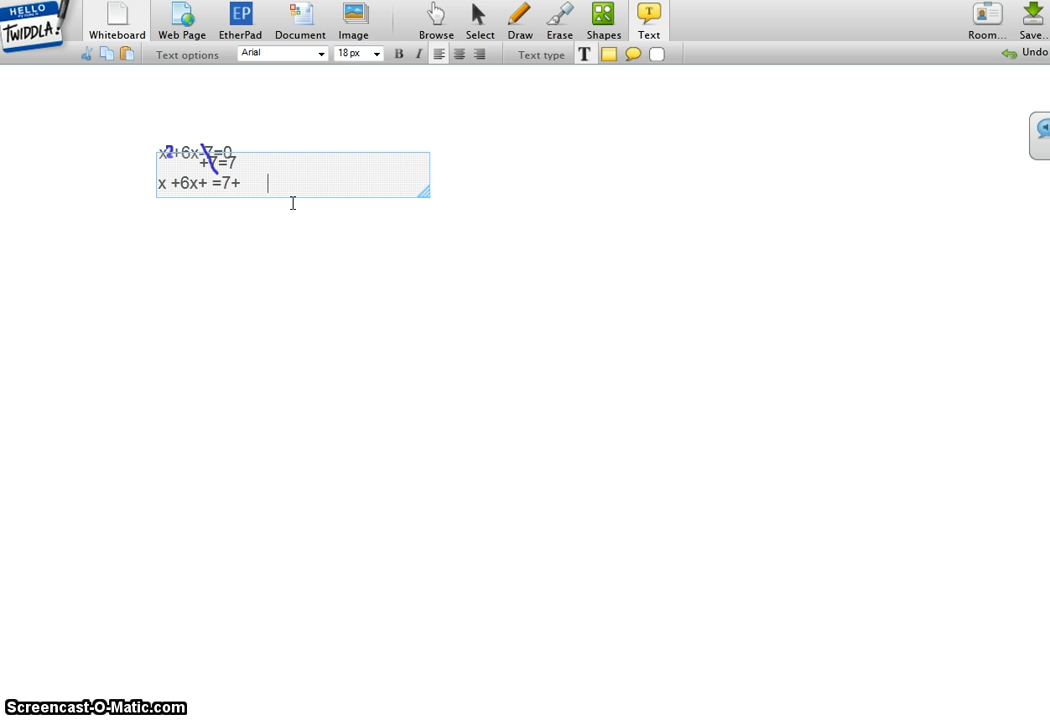 HELLO
TWIDDLA!
Whiteboard Web Page EtherPad Document Image Browse Select Draw Erase Shapes Text Room... Save..
EP
T
Text options Arial 18px B I Text type T Undo
x2+6x-7=0
+7=7
x +6x+ =7+
Screencast-O-Matic.com